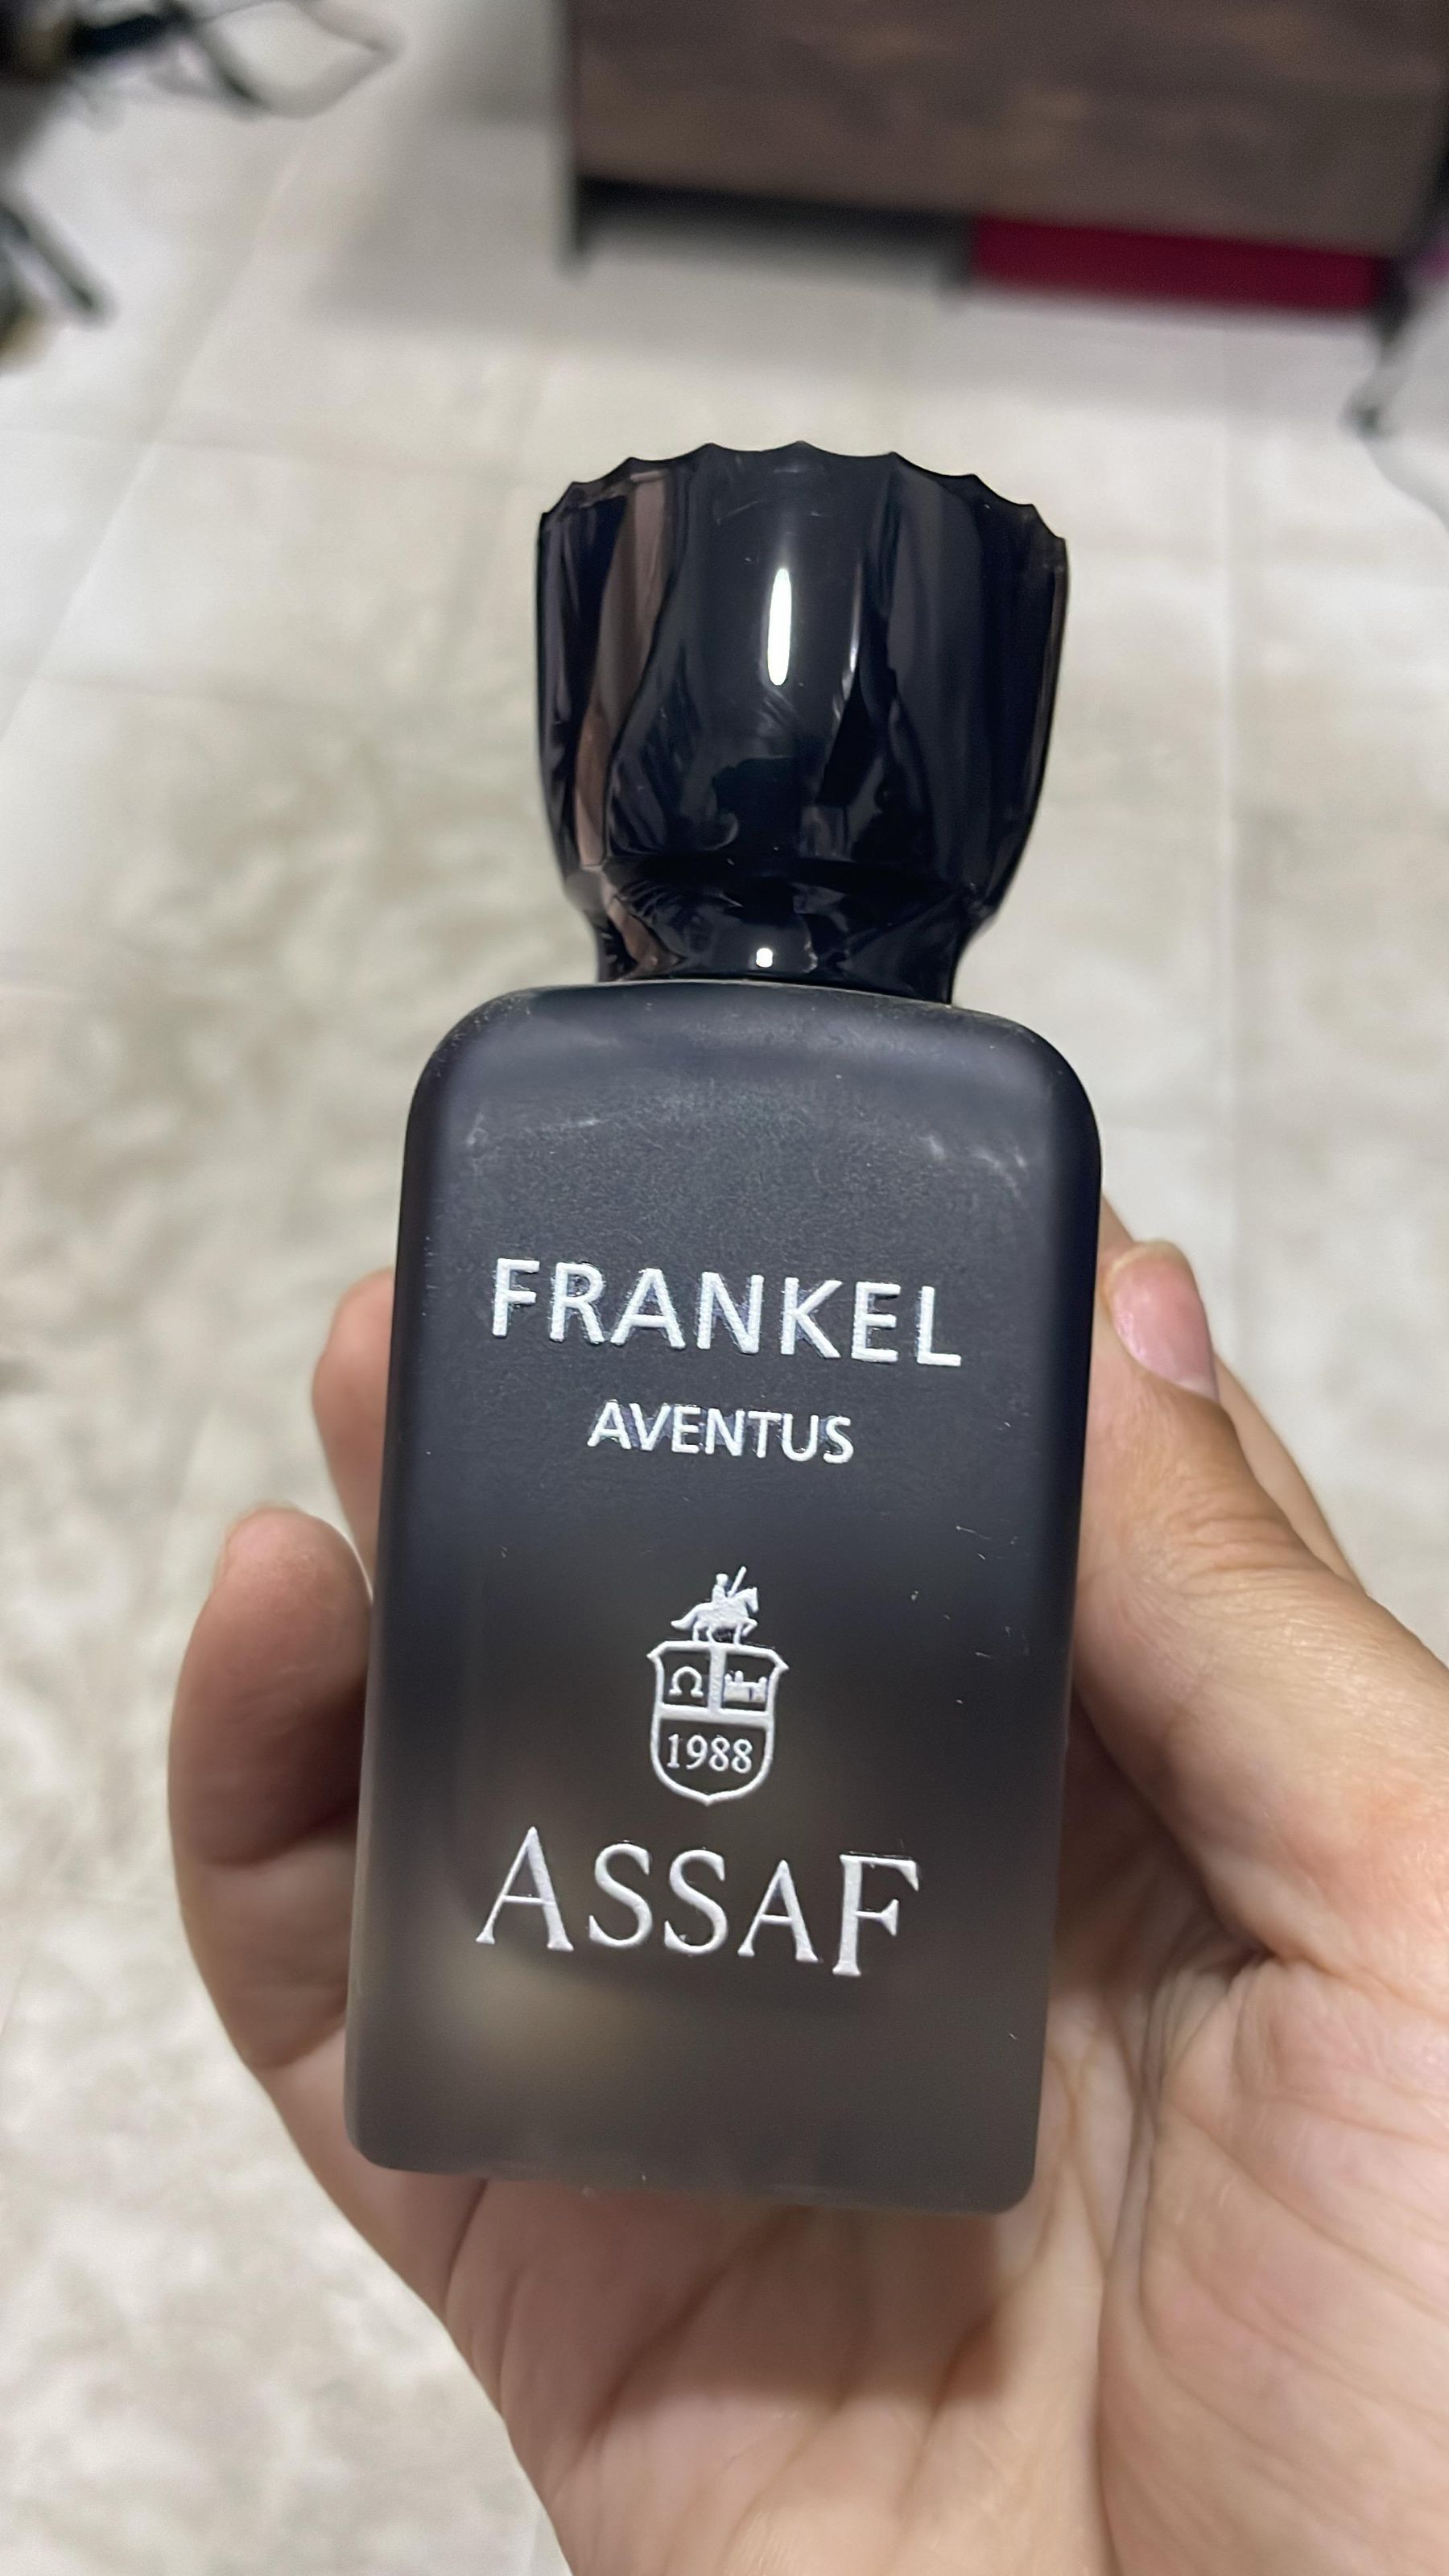 FRANKEL
AVENTUS
Ω
1988
ASSAF